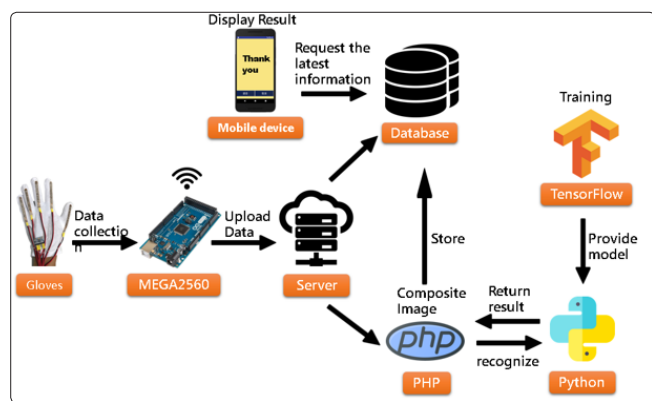 Display Result
Thank
you
Request the
latest
information
Mobile device
Database
Training
TensorFlow
Data
collectio
n
Upload
Data
Gloves
MEGA2560
Server
Store
Provide
model
Composite
Image
Return
result
php
recognize
PHP
Python